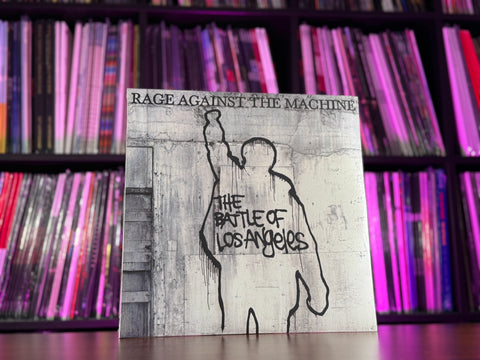 RAGE AGAINST THE MACHINE
THE
BATTLE OF
LOS ANGELES